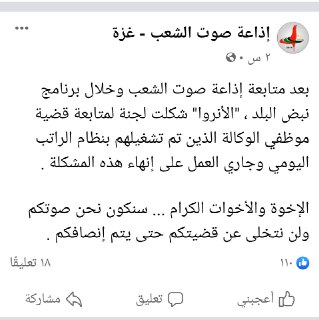 إذاعة صوت الشعب - غزة
٢ س •
بعد متابعة إذاعة صوت الشعب وخلال برنامج
نبض البلد ، "الأنروا" شكلت لجنة لمتابعة قضية
موظفي الوكالة الذين تم تشغيلهم بنظام الراتب
اليومي وجاري العمل على إنهاء هذه المشكلة .
الإخوة والأخوات الكرام ... سنكون نحن صوتكم
ولن نتخلى عن قضيتكم حتى يتم إنصافكم .
١١٠ ١٨ تعليقًا
أعجبني تعليق مشاركة